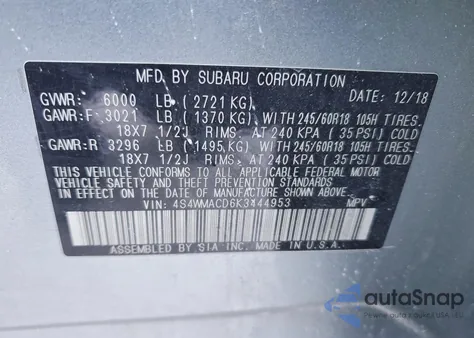 MFD. BY SUBARU CORPORATION
GVWR: 6000 LB (2721 KG) DATE 12/18
GAWR:F 3021 LB (1370 KG) WITH 245/60R18 105H TIRES
18X7 1/2J RIMS, AT 240 KPA (35 PSI) COLD
GAWR:R 3296 LB (1495 KG) WITH 245/60R18 105H TIRES
18X7 1/2J RIMS, AT 240 KPA (35 PSI) COLD
THIS VEHICLE CONFORMS TO ALL APPLICABLE FEDERAL MOTOR
VEHICLE SAFETY AND
IN EFFECT ON THE DATE OF MANUFACTURE SHOWN ABOVE.
VIN: 4S4WMACD6K3444953 MPV
ASSEMBLED BY SIA INC. MADE IN U.S.A.
autaSnap